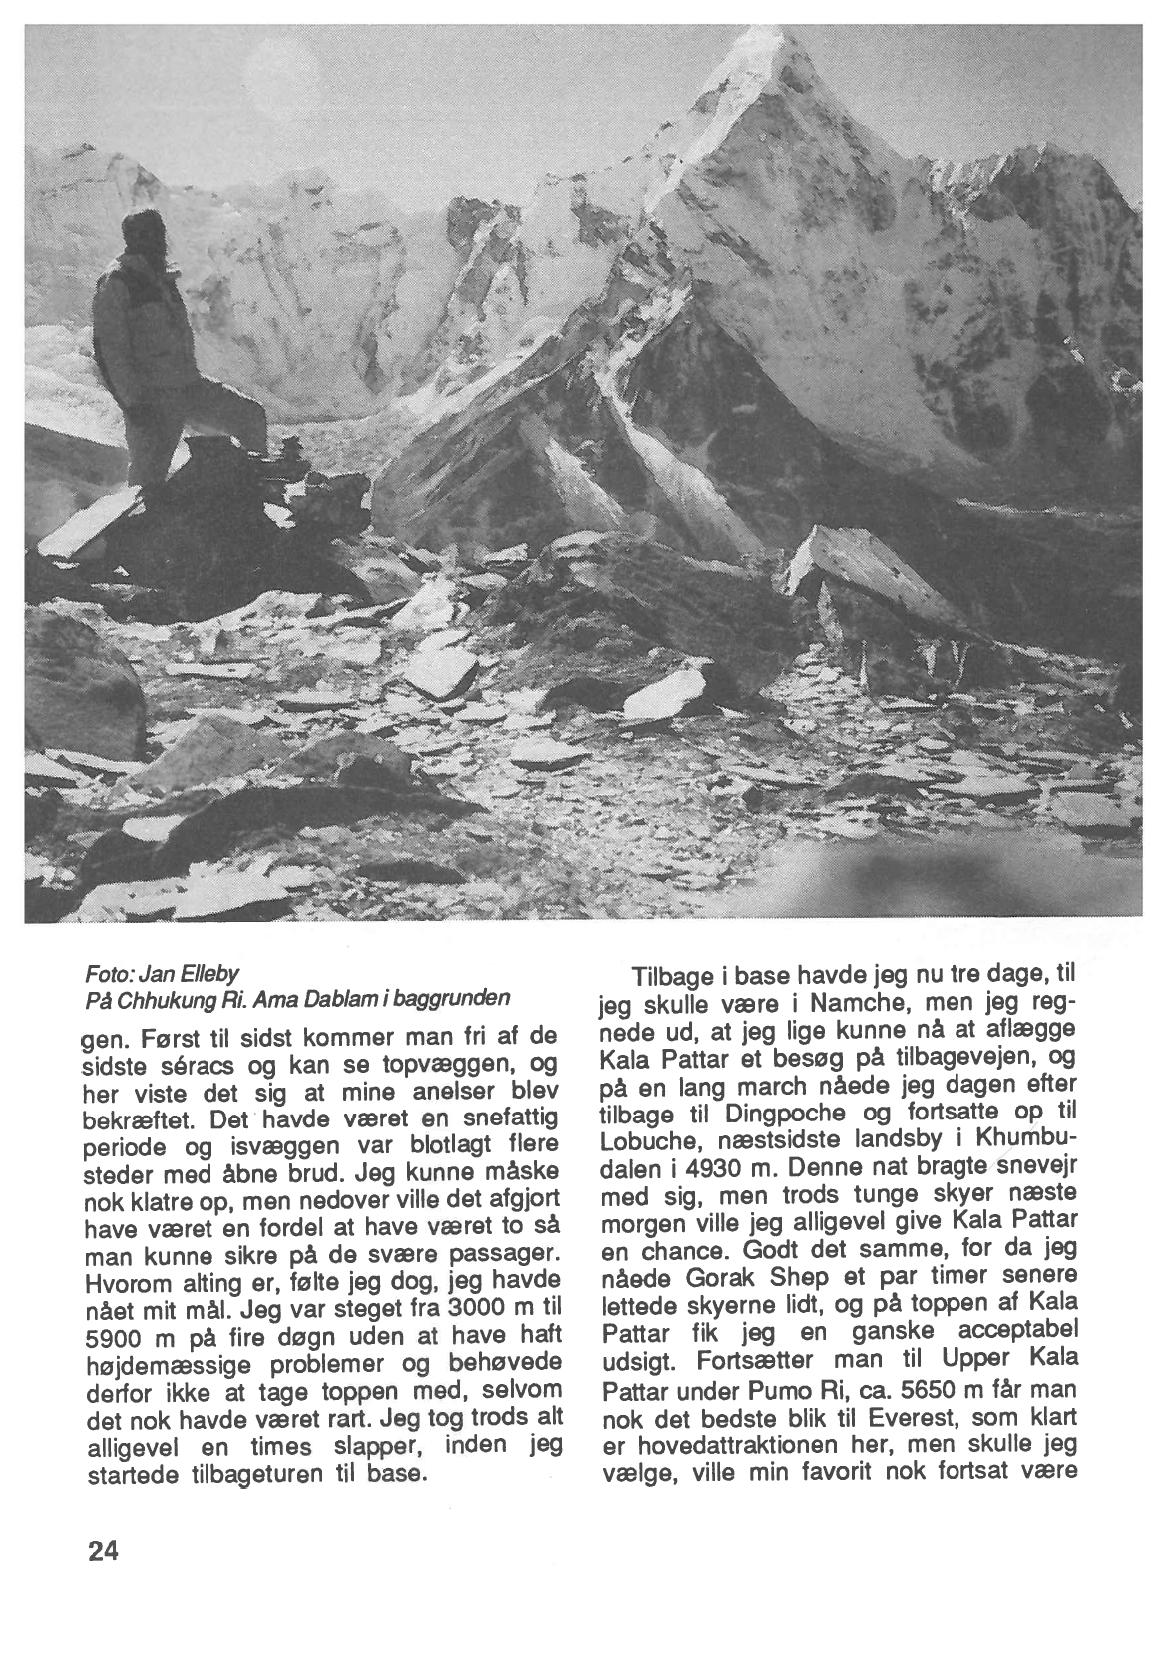 Foto: Jan Elleby
På Chhukung Ri. Ama Dablam i baggrunden
gen. Først til sidst kommer man fri af de
sidste séracs og kan se topvæggen, og
her viste det sig at mine anelser blev
bekræftet. Det havde været en snefattig
periode og isvæggen var blotlagt flere
steder med åbne brud. Jeg kunne måske
nok klatre op, men nedover ville det afgjort
have været en fordel at have været to så
man kunne sikre på de svære passager.
Hvorom alting er, følte jeg dog, jeg havde
nået mit mål. Jeg var steget fra 3000 m til
5900 m på fire døgn uden at have haft
højdemæssige problemer og behøvede
derfor ikke at tage toppen med, selvom
det nok havde været rart. Jeg tog trods alt
alligevel en times slapper, inden jeg
startede tilbageturen til base.
Tilbage i base havde jeg nu tre dage, til
jeg skulle være i Namche, men jeg reg-
nede ud, at jeg lige kunne nå at aflægge
Kala Pattar et besøg på tilbagevejen, og
på en lang march nåede jeg dagen efter
tilbage til Dingpoche og fortsatte op til
Lobuche, næstsidste landsby i Khumbu-
dalen i 4930 m. Denne nat bragte snevejr
med sig, men trods tunge skyer næste
morgen ville jeg alligevel give Kala Pattar
en chance. Godt det samme, for da jeg
nåede Gorak Shep et par timer senere
lettede skyerne lidt, og på toppen af Kala
Pattar fik jeg en ganske acceptabel
udsigt. Fortsætter man til Upper Kala
Pattar under Pumo Ri, ca. 5650 m får man
nok det bedste blik til Everest, som klart
er hovedattraktionen her, men skulle jeg
vælge, ville min favorit nok fortsat være
24